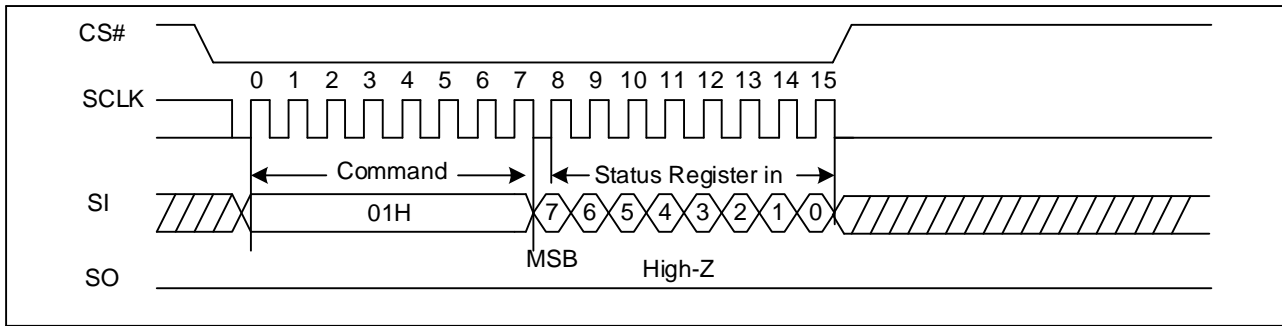 CS#
0 1 2 3 4 5 6 7 8 9 10 11 12 13 14 15
SCLK
Command Status Register in
SI 01H 7 6 5 4 3 2 1 0
MSB High-Z
SO